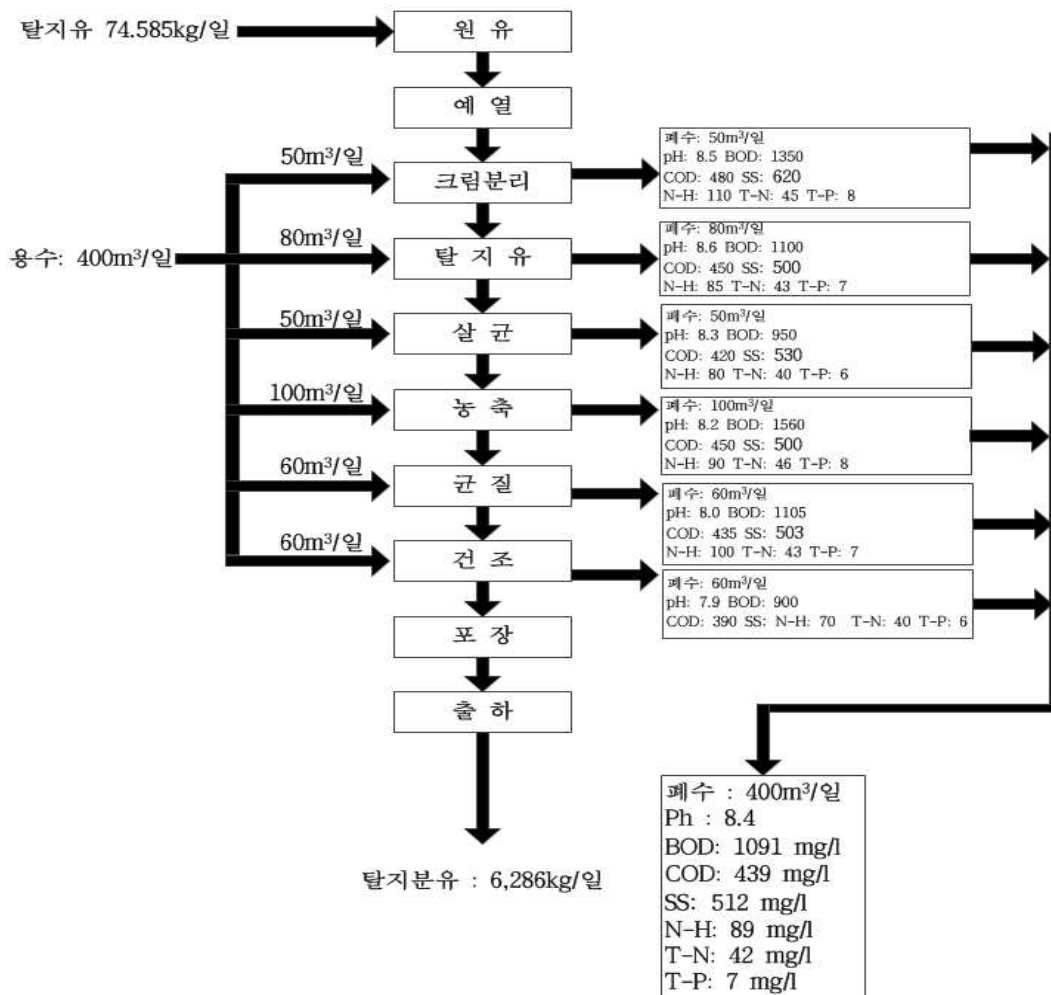 탈지유 74.585kg/일
원 유
예 열
50m³/일
크림분리
폐수: 50m³/일
pH: 8.5 BOD: 1350
COD: 480 SS: 620
N-H: 110 T-N: 45 T-P: 8
용수: 400m³/일
80m³/일
탈 지 유
폐수: 80m³/일
pH: 8.6 BOD: 1100
COD: 450 SS: 500
N-H: 85 T-N: 43 T-P: 7
50m³/일
살 균
폐수: 50m³/일
pH: 8.3 BOD: 950
COD: 420 SS: 530
N-H: 80 T-N: 40 T-P: 6
100m³/일
농 축
폐수: 100m³/일
pH: 8.2 BOD: 1560
COD: 450 SS: 500
N-H: 90 T-N: 46 T-P: 8
60m³/일
균 질
폐수: 60m³/일
pH: 8.0 BOD: 1105
COD: 435 SS: 503
N-H: 100 T-N: 43 T-P: 7
60m³/일
건 조
폐수: 60m³/일
pH: 7.9 BOD: 900
COD: 390 SS: N-H: 70 T-N: 40 T-P: 6
포 장
출 하
탈지분유 : 6,286kg/일
폐수 : 400m³/일
Ph : 8.4
BOD: 1091 mg/l
COD: 439 mg/l
SS: 512 mg/l
N-H: 89 mg/l
T-N: 42 mg/l
T-P: 7 mg/l